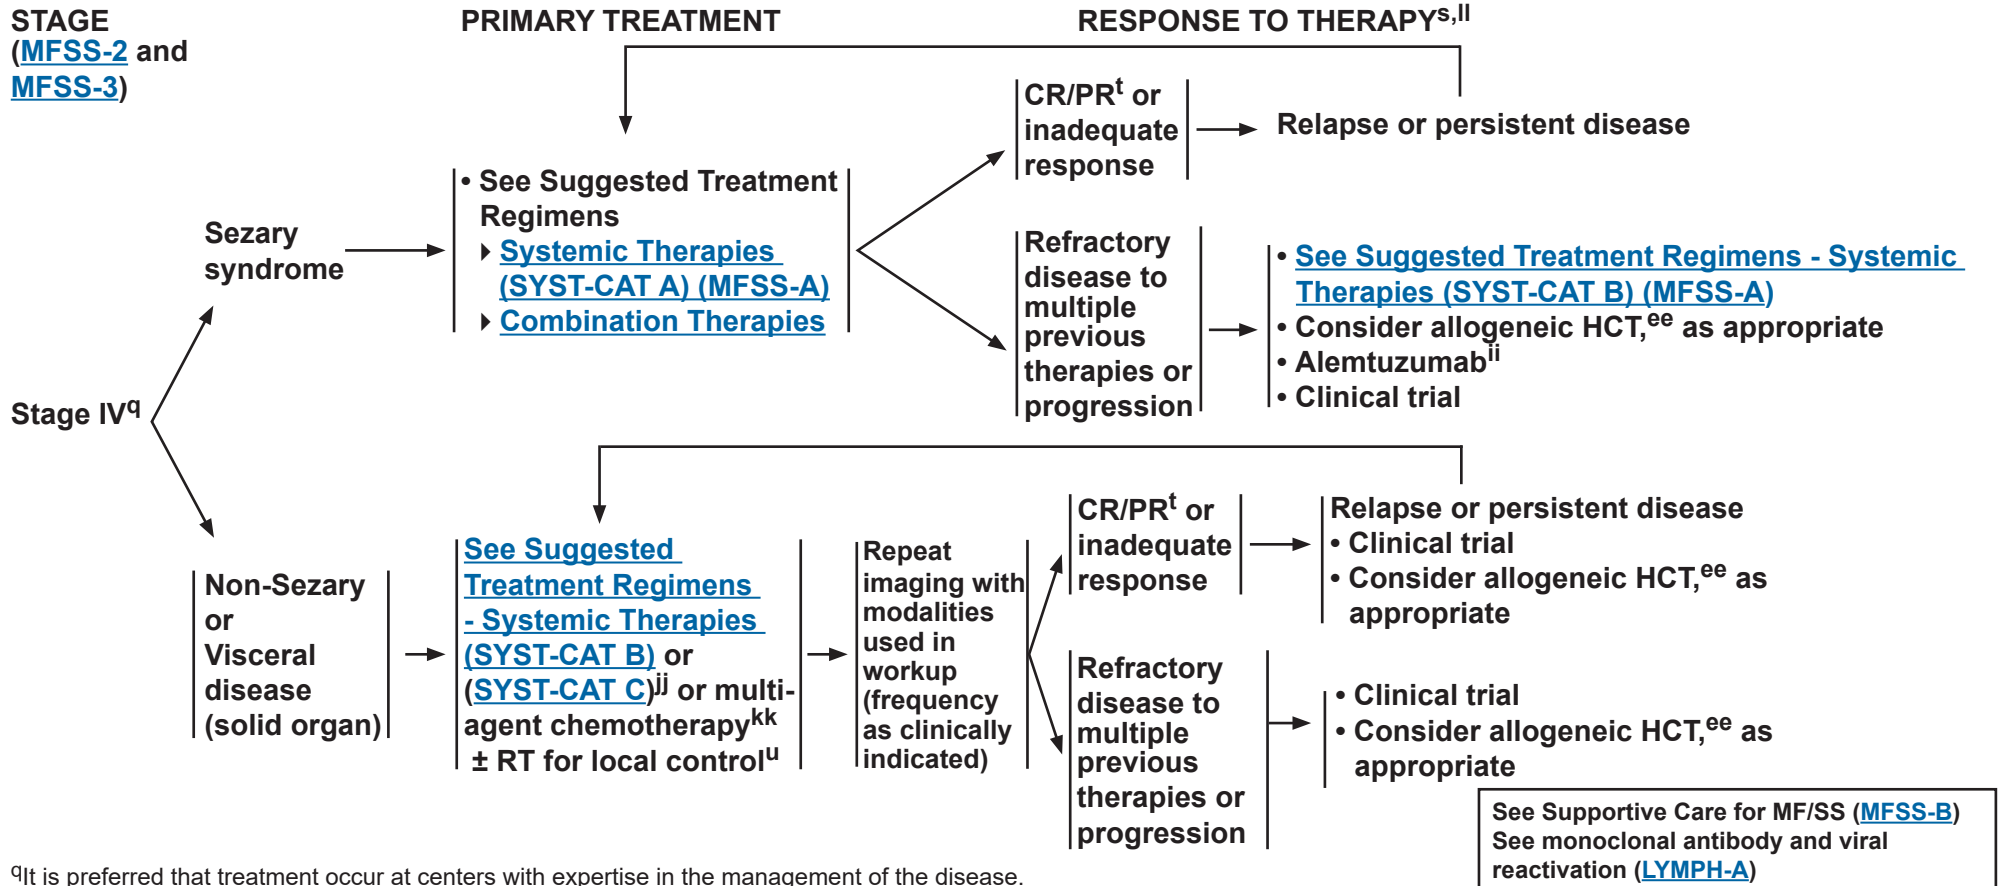 STAGE
(MFSS-2 and
MFSS-3)
PRIMARY TREATMENT
RESPONSE TO THERAPYs,ll
Stage IVq
Sezary
syndrome
• See Suggested Treatment
Regimens
▸ Systemic Therapies
(SYST-CAT A) (MFSS-A)
▸ Combination Therapies
CR/PRt or
inadequate
response
Relapse or persistent disease
Refractory
disease to
multiple
previous
therapies or
progression
• See Suggested Treatment Regimens - Systemic
Therapies (SYST-CAT B) (MFSS-A)
• Consider allogeneic HCT,ee as appropriate
• Alemtuzumabii
• Clinical trial
Non-Sezary
or
Visceral
disease
(solid organ)
See Suggested
Treatment Regimens
- Systemic Therapies
(SYST-CAT B) or
(SYST-CAT C)jj or multi-
agent chemotherapykk
± RT for local controlu
Repeat
imaging with
modalities
used in
workup
(frequency
as clinically
indicated)
CR/PRt or
inadequate
response
Relapse or persistent disease
• Clinical trial
• Consider allogeneic HCT,ee as
appropriate
Refractory
disease to
multiple
previous
therapies or
progression
• Clinical trial
• Consider allogeneic HCT,ee as
appropriate
See Supportive Care for MF/SS (MFSS-B)
See monoclonal antibody and viral
reactivation (LYMPH-A)
qIt is preferred that treatment occur at centers with expertise in the management of the disease.